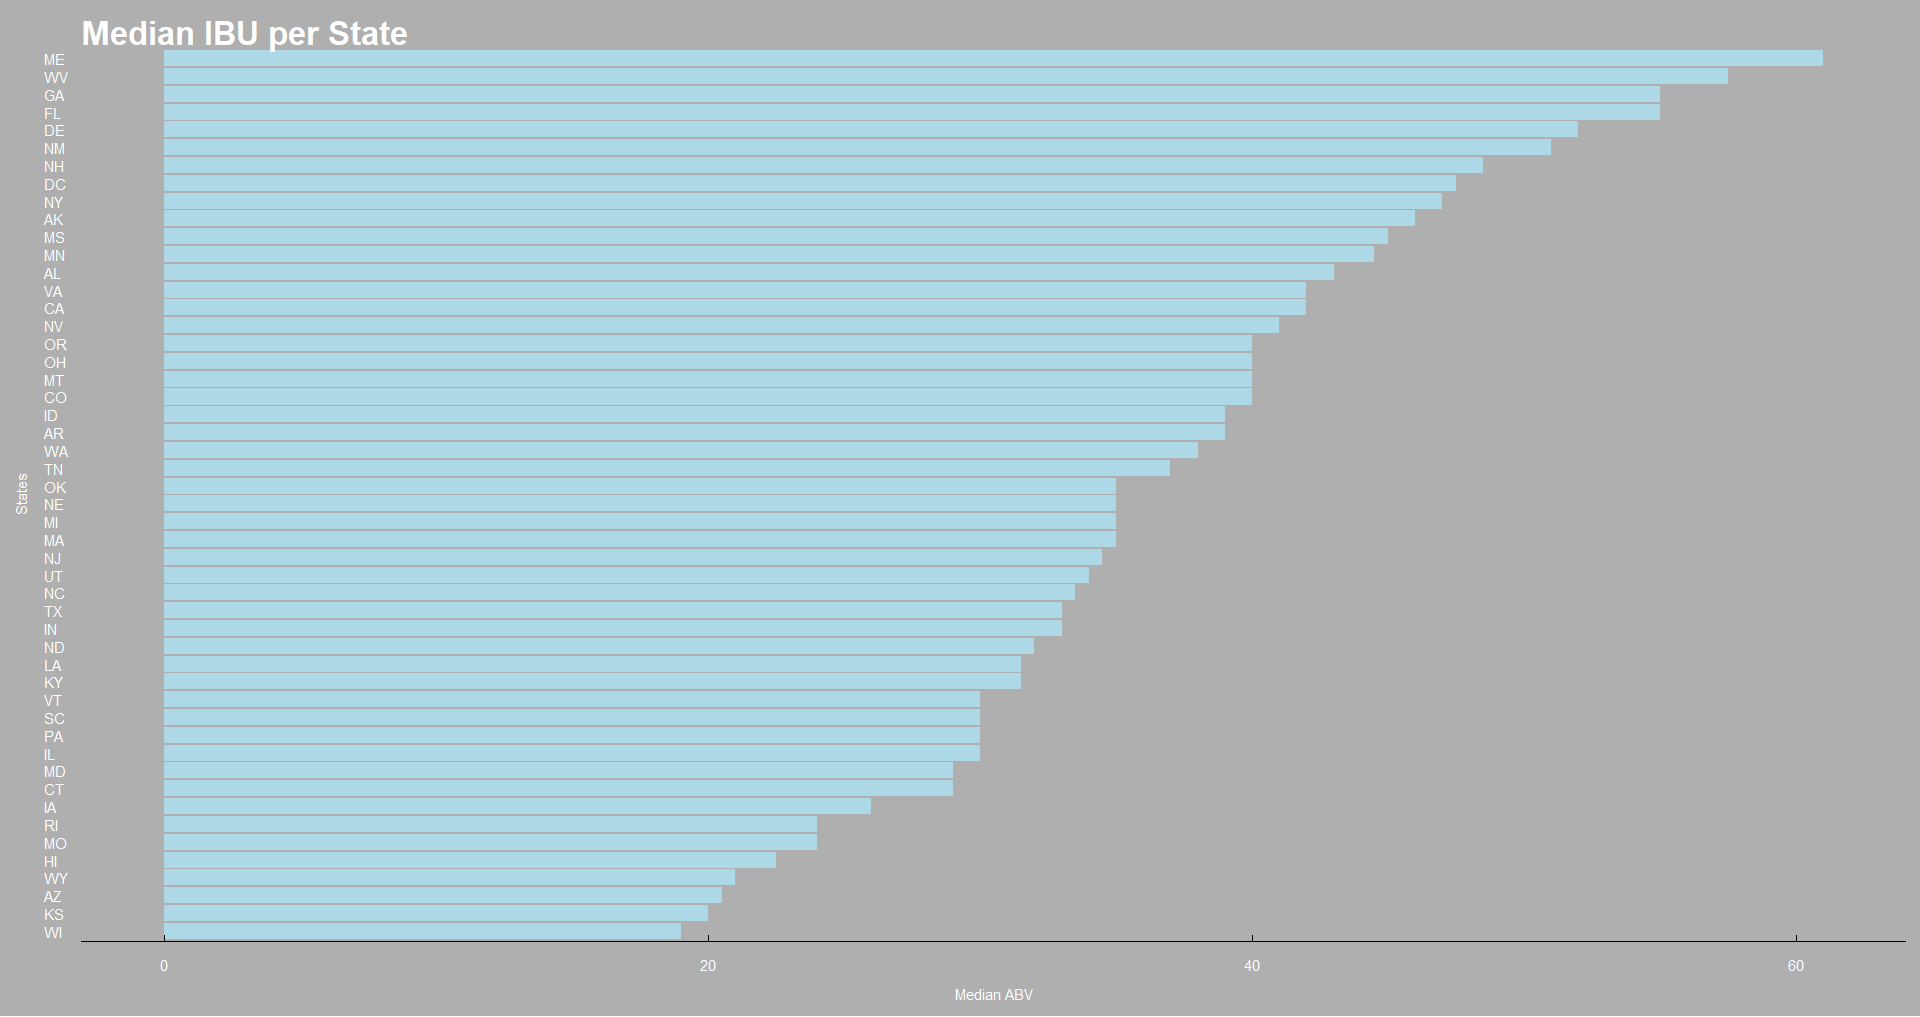 Median IBU per State
ME
WV
GA
FL
DE
NM
NH
DC
NY
AK
MS
MN
AL
VA
CA
NV
OR
OH
MT
CO
ID
AR
WA
TN
OK
NE
MI
MA
NJ
UT
NC
TX
IN
ND
LA
KY
VT
SC
PA
IL
MD
CT
IA
RI
MO
HI
WY
AZ
KS
WI
States
0 20 40 60
Median ABV